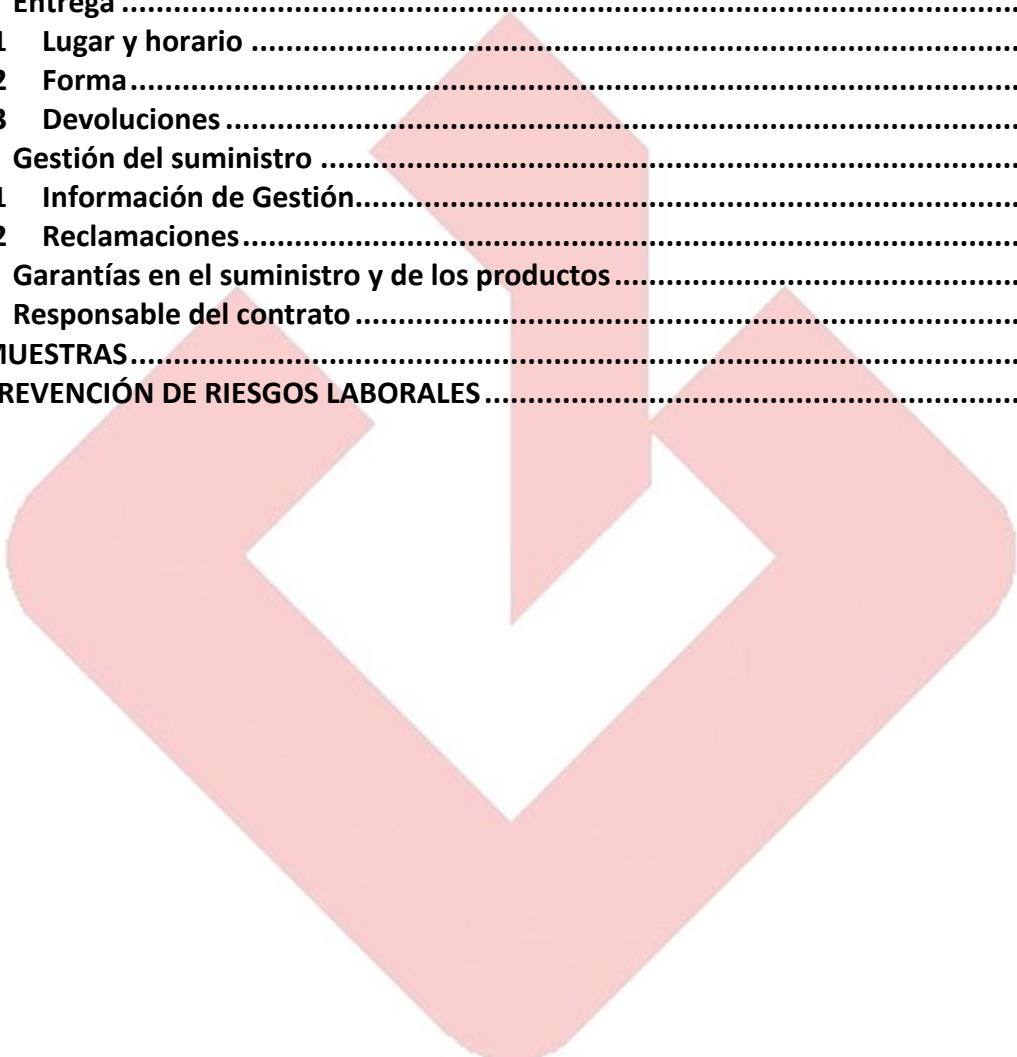 Entrega ................................................................
1 Lugar y horario ................................................................
2 Forma ................................................................
3 Devoluciones ................................................................
Gestión del suministro ................................................................
1 Información de Gestión ................................................................
2 Reclamaciones ................................................................
Garantías en el suministro y de los productos ................................................................
Responsable del contrato ................................................................
MUESTRAS ................................................................
REVENCIÓN DE RIESGOS LABORALES ................................................................